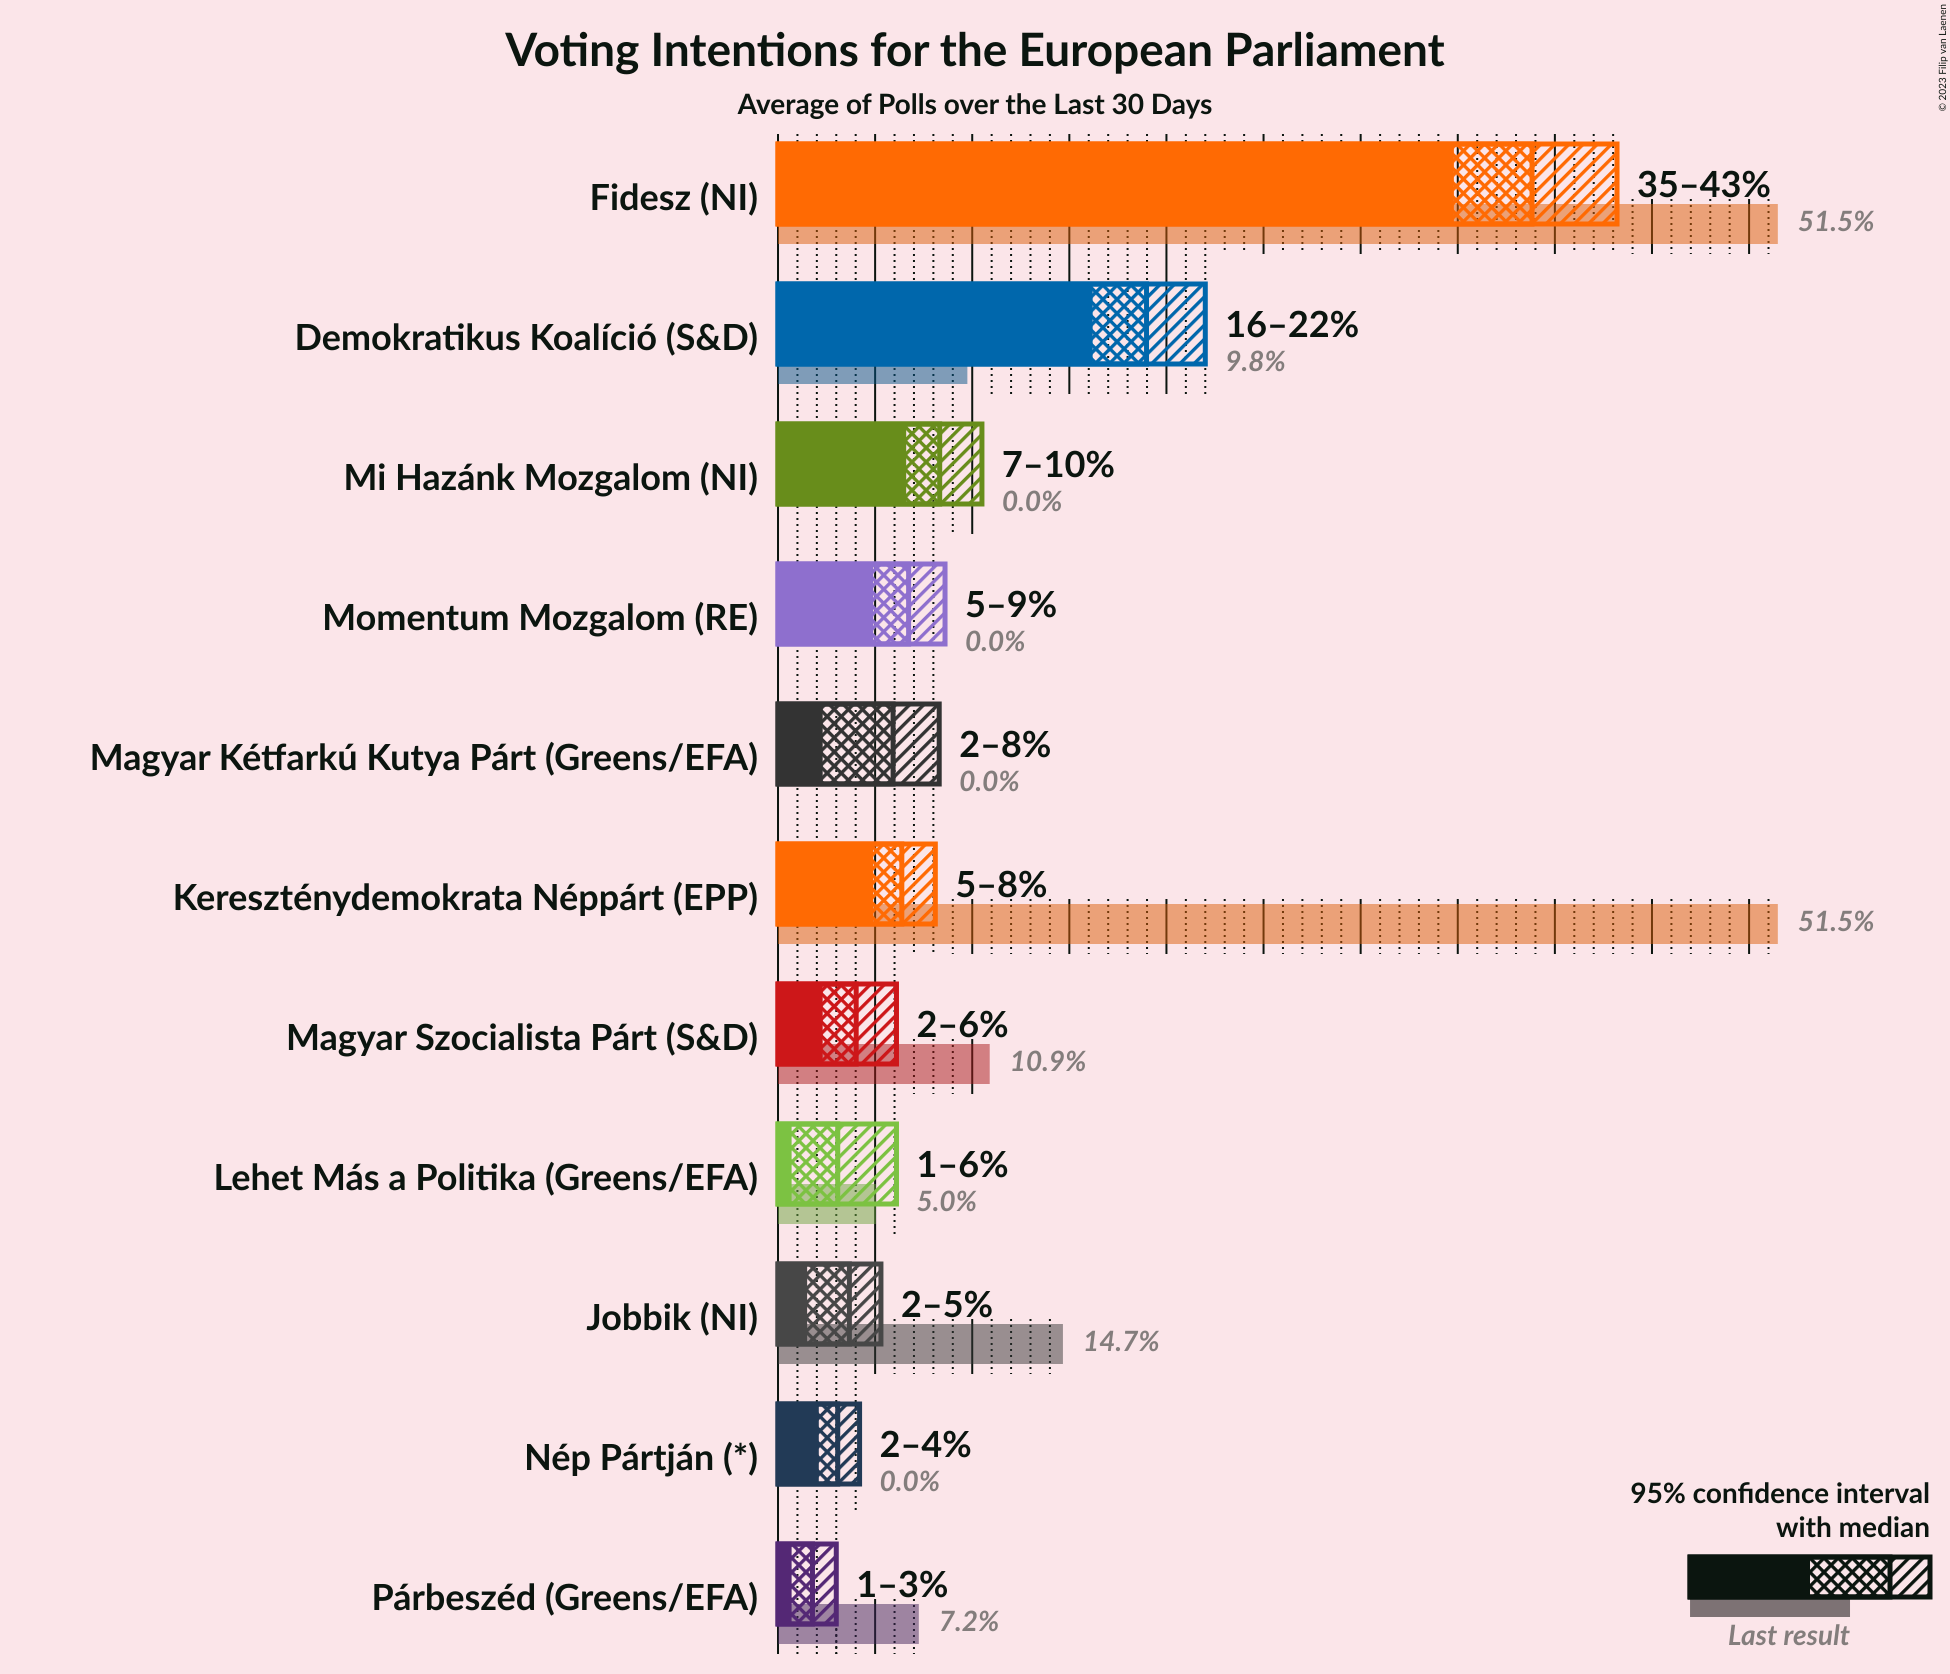 Voting Intentions for the European Parliament
Average of Polls over the Last 30 Days
© 2023 Filip van Laenen
Fidesz (NI)
35–43%
51.5%
Demokratikus Koalíció (S&D)
16–22%
9.8%
Mi Hazánk Mozgalom (NI)
7–10%
0.0%
Momentum Mozgalom (RE)
5–9%
0.0%
Magyar Kétfarkú Kutya Párt (Greens/EFA)
2–8%
0.0%
Kereszténydemokrata Néppárt (EPP)
5–8%
51.5%
Magyar Szocialista Párt (S&D)
2–6%
10.9%
Lehet Más a Politika (Greens/EFA)
1–6%
5.0%
Jobbik (NI)
2–5%
14.7%
Nép Pártján (*)
2–4%
0.0%
Párbeszéd (Greens/EFA)
1–3%
7.2%
95% confidence interval
with median
Last result